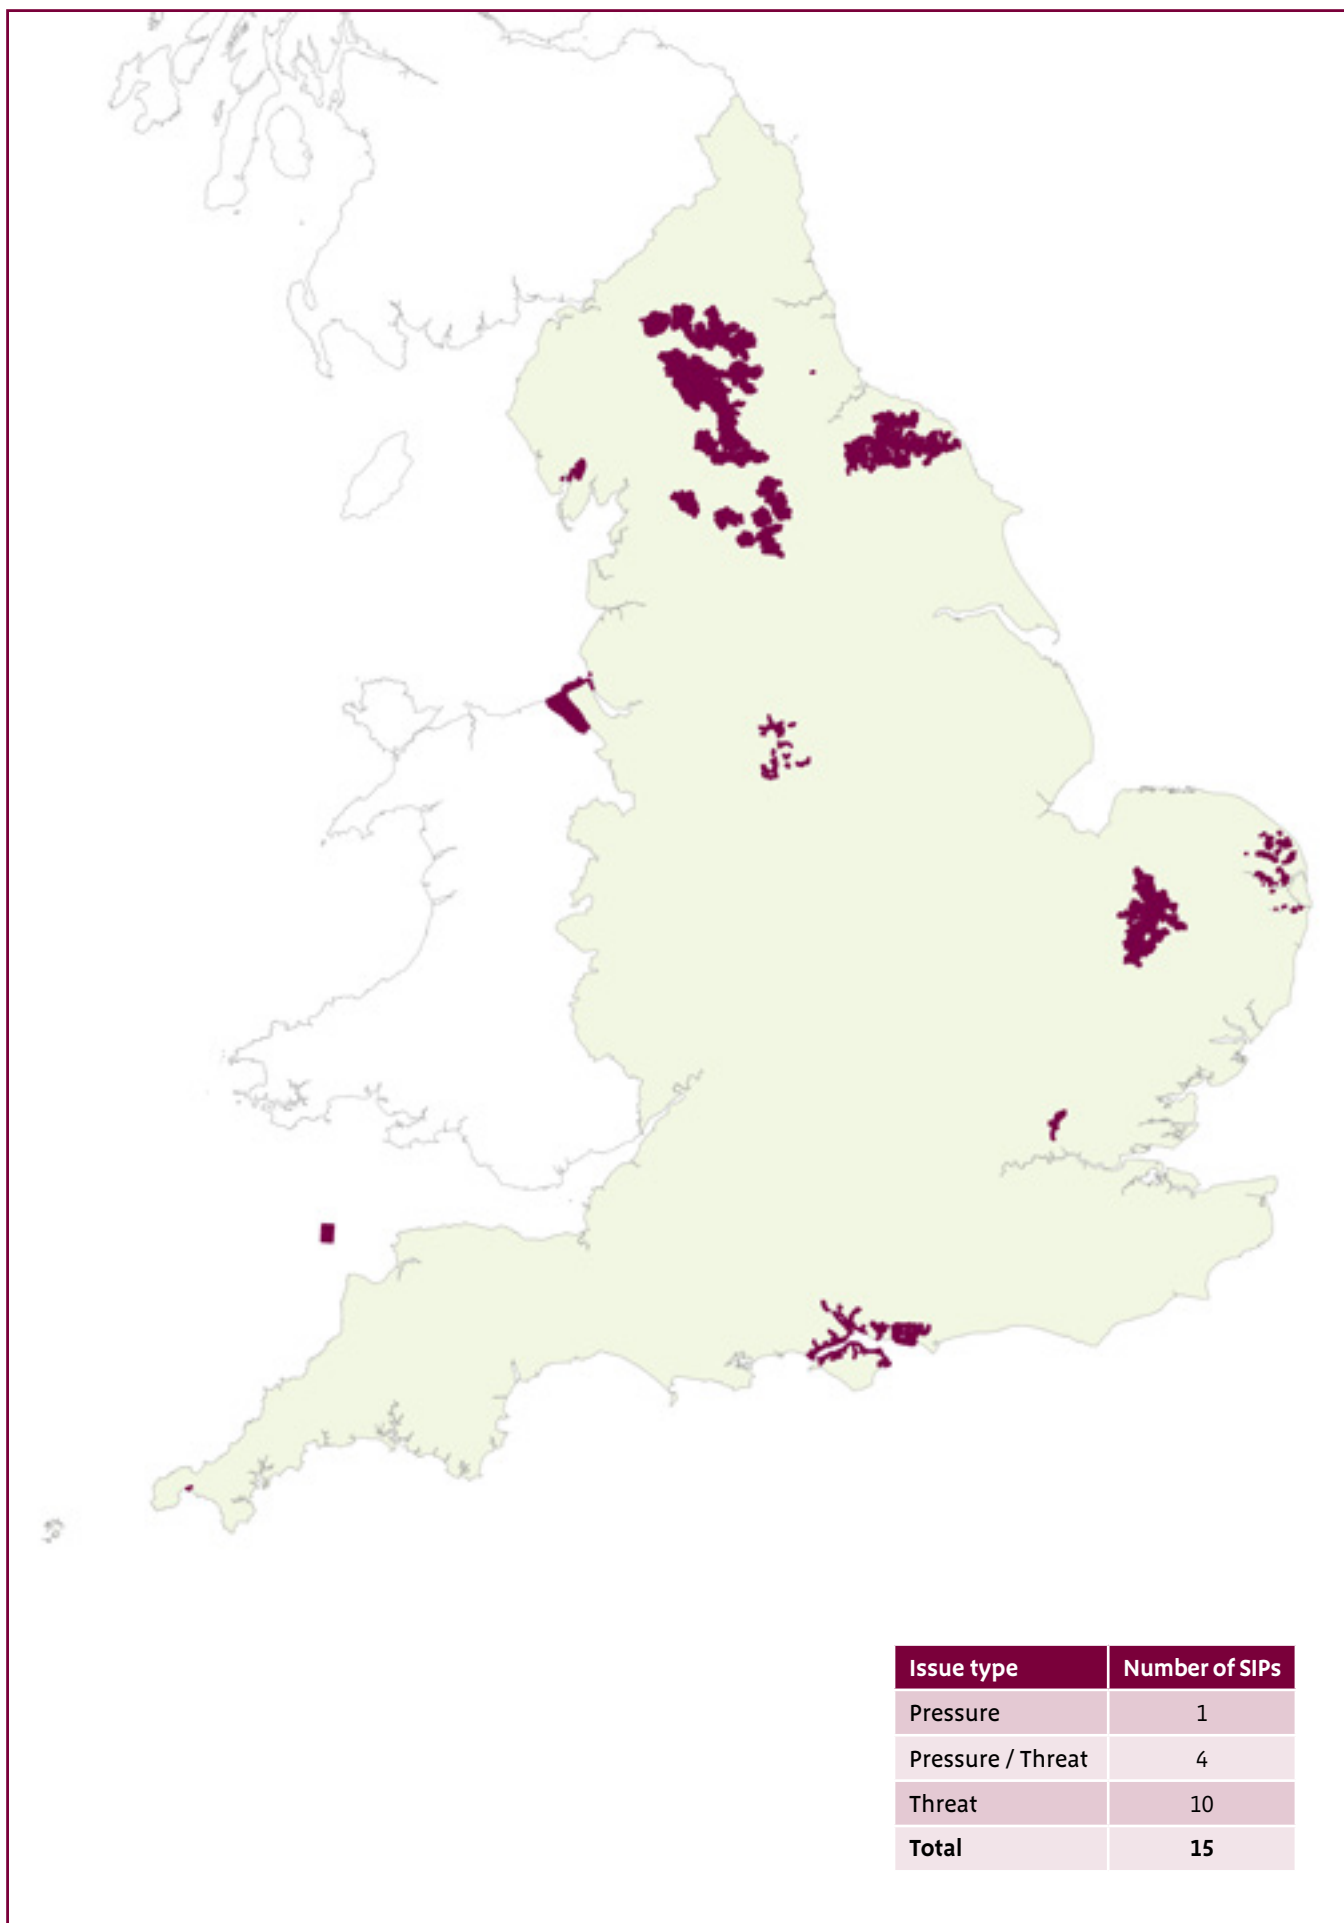 Issue type Number of SIPs
Pressure 1
Pressure / Threat 4
Threat 10
Total 15